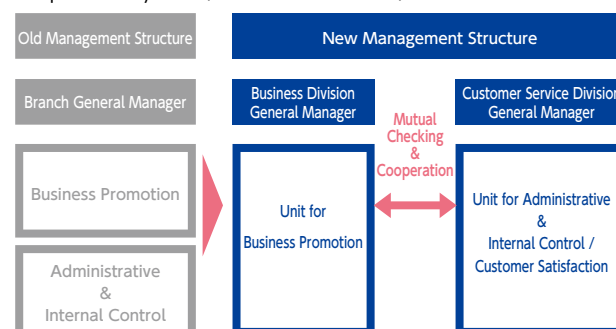 Old Management Structure
New Management Structure
Branch General Manager
Business Division
General Manager
Customer Service Division
General Manager
Mutual
Checking
&
Cooperation
Business Promotion
Administrative
&
Internal Control
Unit for
Business Promotion
Unit for Administrative
&
Internal Control /
Customer Satisfaction